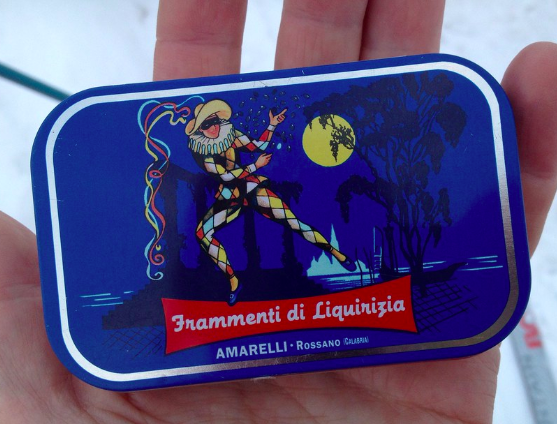 Frammenti di Liquirizia
AMARELLI · ROSSANO (CALABRIA)